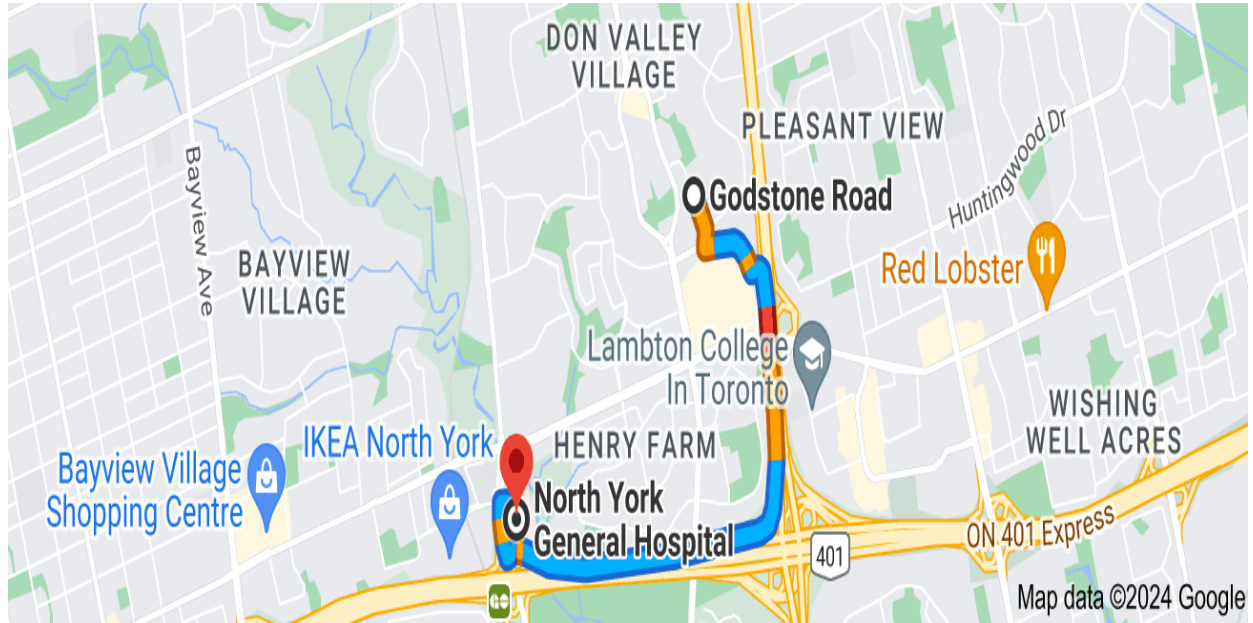 DON VALLEY
VILLAGE
PLEASANT VIEW
Huntingwood Dr
Bayview Ave
Godstone Road
BAYVIEW
VILLAGE
Red Lobster
Lambton College
In Toronto
WISHING
WELL ACRES
IKEA North York
HENRY FARM
Bayview Village
Shopping Centre
North York
General Hospital
ON 401 Express
401
GO
Map data ©2024 Google